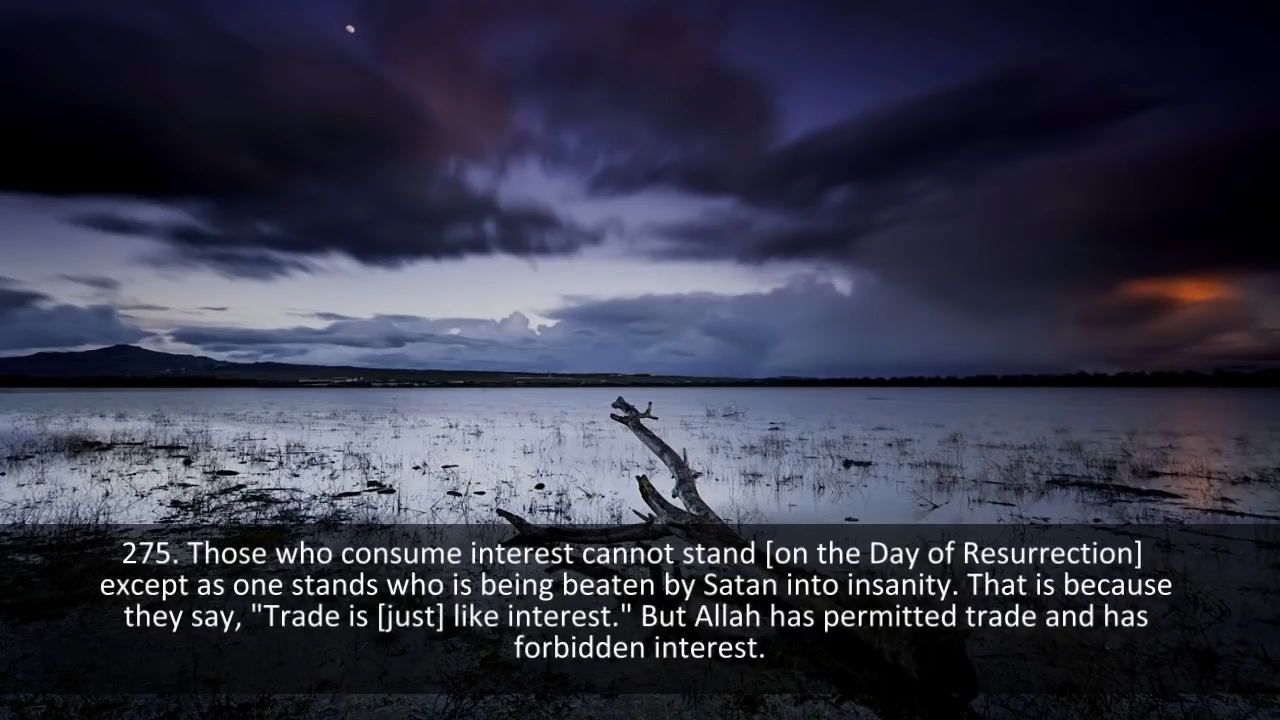 275. Those who consume interest cannot stand [on the Day of Resurrection]
except as one stands who is being beaten by Satan into insanity. That is because
they say, "Trade is [just] like interest." But Allah has permitted trade and has
forbidden interest.